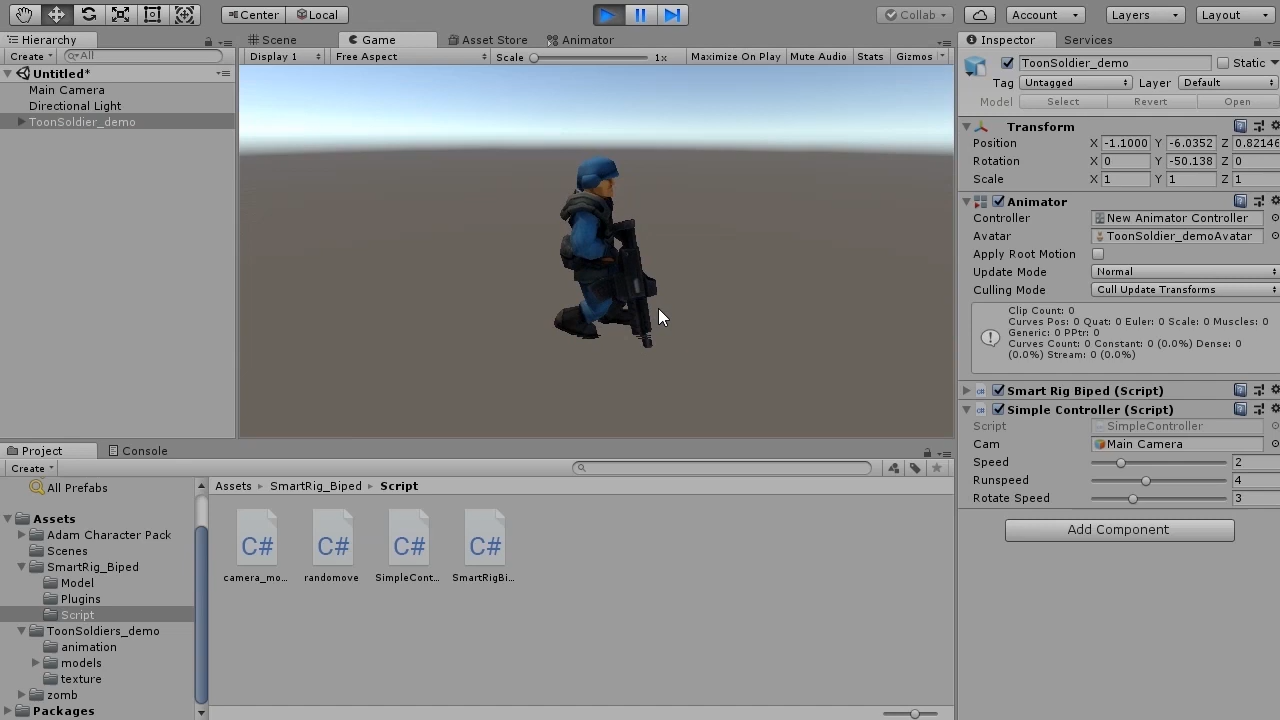 Center Local Collab Account Layers Layout
Hierarchy
Create All
Untitled*
Main Camera
Directional Light
ToonSoldier_demo
Scene Game Asset Store Animator
Display 1 Free Aspect Scale 1x Maximize On Play Mute Audio Stats Gizmos
Inspector Services
ToonSoldier_demo Static
Tag Untagged Layer Default
Model Select Revert Open
Transform
Position X -1.1000 Y -6.0352 Z 0.82146
Rotation X 0 Y -50.138 Z 0
Scale X 1 Y 1 Z 1
Animator
Controller New Animator Controller
Avatar ToonSoldier_demoAvatar
Apply Root Motion
Update Mode Normal
Culling Mode Cull Update Transforms
Clip Count: 0
Curves Pos: 0 Quat: 0 Euler: 0 Scale: 0 Muscles: 0
Generic: 0 PPtr: 0
Curves Count: 0 Constant: 0 (0.0%) Dense: 0
(0.0%) Stream: 0 (0.0%)
Smart Rig Biped (Script)
Simple Controller (Script)
Script SimpleController
Cam Main Camera
Speed 2
Runspeed 4
Rotate Speed 3
Add Component
Project Console
Create
All Prefabs
Assets
Adam Character Pack
Scenes
SmartRig_Biped
Model
Plugins
Script
ToonSoldiers_demo
animation
models
texture
zomb
Packages
Assets SmartRig_Biped Script
C# C# C# C#
camera_mo... randomove SimpleCont... SmartRigBi...